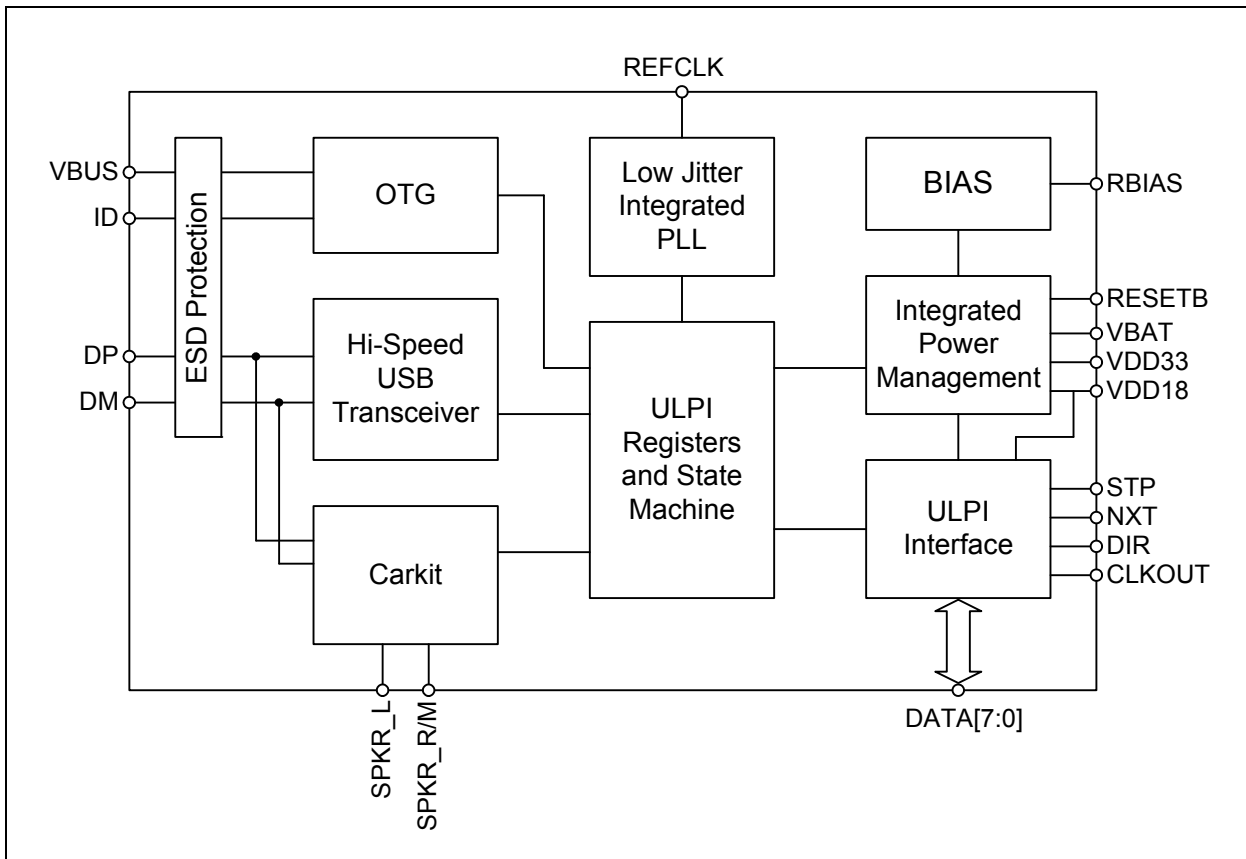 REFCLK
VBUS
ID
DP
DM
ESD Protection
OTG
Hi-Speed
USB
Transceiver
Carkit
SPKR_L
SPKR_R/M
Low Jitter
Integrated
PLL
ULPI
Registers
and State
Machine
BIAS
RBIAS
Integrated
Power
Management
RESETB
VBAT
VDD33
VDD18
ULPI
Interface
STP
NXT
DIR
CLKOUT
DATA[7:0]